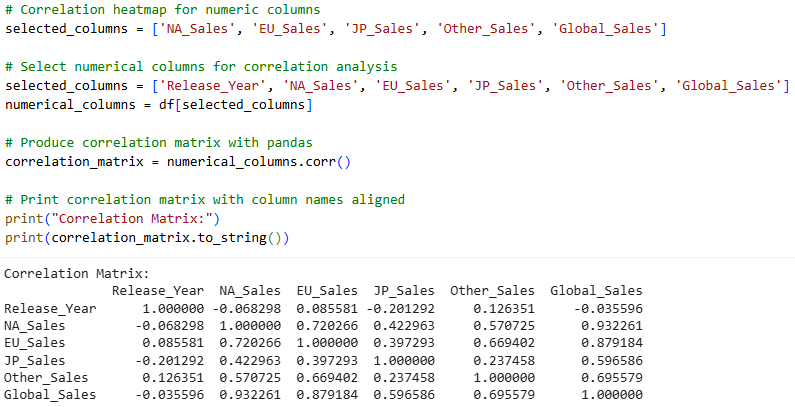 # Correlation heatmap for numeric columns
selected_columns = ['NA_Sales', 'EU_Sales', 'JP_Sales', 'Other_Sales', 'Global_Sales']
# Select numerical columns for correlation analysis
selected_columns = ['Release_Year', 'NA_Sales', 'EU_Sales', 'JP_Sales', 'Other_Sales', 'Global_Sales']
numerical_columns = df[selected_columns]
# Produce correlation matrix with pandas
correlation_matrix = numerical_columns.corr()
# Print correlation matrix with column names aligned
print("Correlation Matrix:")
print(correlation_matrix.to_string())
Correlation Matrix:
Release_Year NA_Sales EU_Sales JP_Sales Other_Sales Global_Sales
Release_Year 1.000000 -0.068298 0.085581 -0.201292 0.126351 -0.035596
NA_Sales -0.068298 1.000000 0.720266 0.422963 0.570725 0.932261
EU_Sales 0.085581 0.720266 1.000000 0.397293 0.669402 0.879184
JP_Sales -0.201292 0.422963 0.397293 1.000000 0.237458 0.596586
Other_Sales 0.126351 0.570725 0.669402 0.237458 1.000000 0.695579
Global_Sales -0.035596 0.932261 0.879184 0.596586 0.695579 1.000000